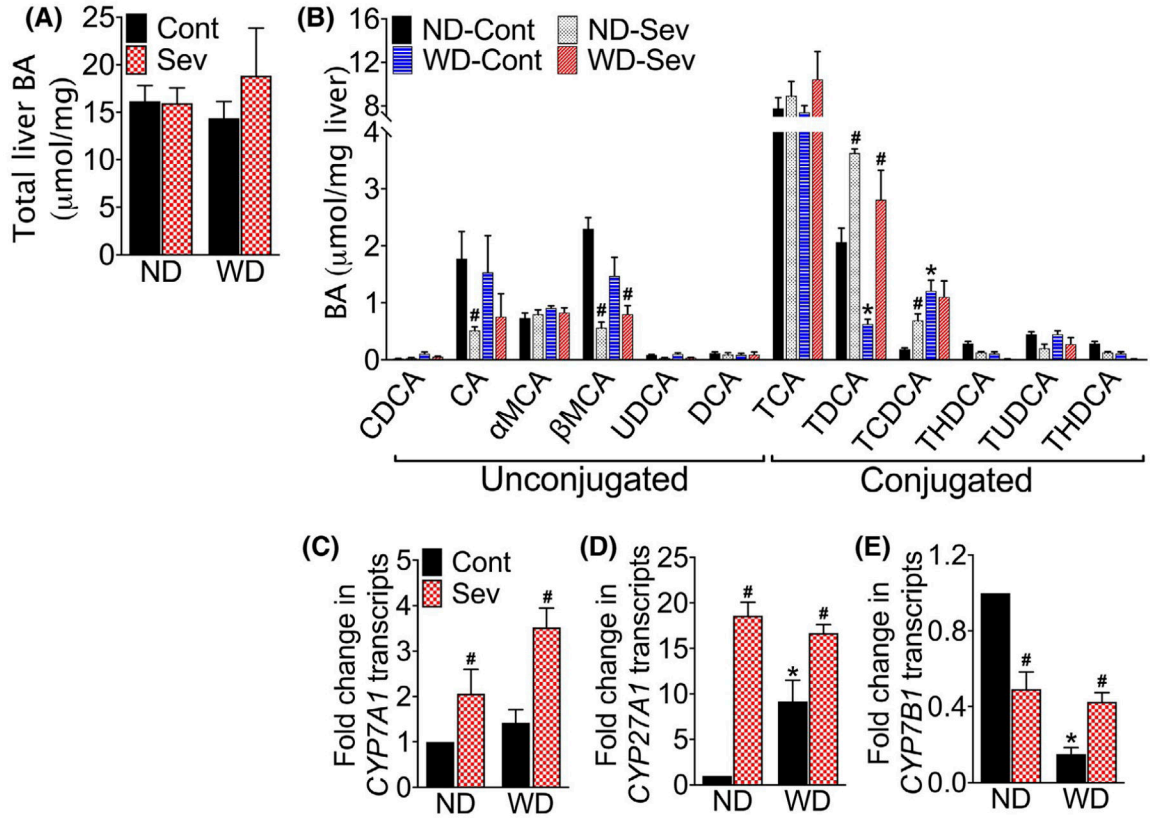 (A)
Total liver BA
(μmol/mg)
25
20
15
10
5
0
Cont
Sev
ND WD
(B)
BA (μmol/mg liver)
16
12
8
4
3
2
1
0
ND-Cont ND-Sev
WD-Cont WD-Sev
# # # # # * # *
CDCA CA αMCA βMCA UDCA DCA TCA TDCA TCDCA THDCA TUDCA THDCA
Unconjugated Conjugated
(C)
Fold change in
CYP7A1 transcripts
5
4
3
2
1
0
Cont
Sev
# #
ND WD
(D)
Fold change in
CYP27A1 transcripts
25
20
15
10
5
0
# * #
ND WD
(E)
Fold change in
CYP7B1 transcripts
1.2
0.8
0.4
0.0
# * #
ND WD